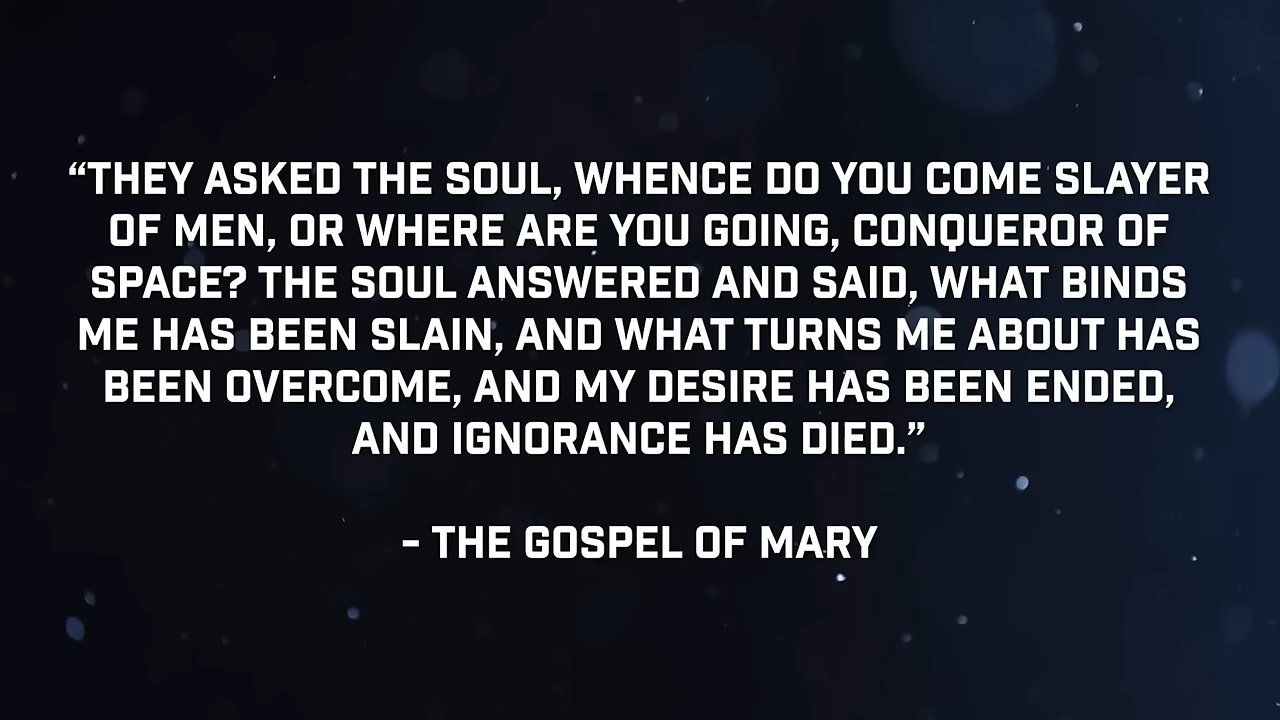 “THEY ASKED THE SOUL, WHENCE DO YOU COME SLAYER
OF MEN, OR WHERE ARE YOU GOING, CONQUEROR OF
SPACE? THE SOUL ANSWERED AND SAID, WHAT BINDS
ME HAS BEEN SLAIN, AND WHAT TURNS ME ABOUT HAS
BEEN OVERCOME, AND MY DESIRE HAS BEEN ENDED,
AND IGNORANCE HAS DIED.”
- THE GOSPEL OF MARY